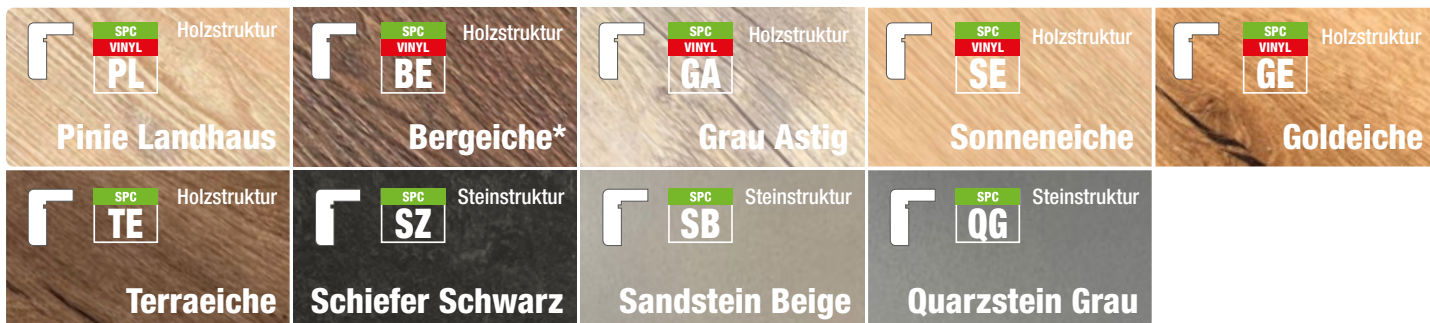 SPC Holzstruktur
VINYL
PL
Pinie Landhaus
SPC Holzstruktur
VINYL
BE
Bergeiche*
SPC Holzstruktur
VINYL
GA
Grau Astig
SPC Holzstruktur
VINYL
SE
Sonneneiche
SPC Holzstruktur
VINYL
GE
Goldeiche
SPC Holzstruktur
TE
Terraeiche
SPC Steinstruktur
SZ
Schiefer Schwarz
SPC Steinstruktur
SB
Sandstein Beige
SPC Steinstruktur
QG
Quarzstein Grau